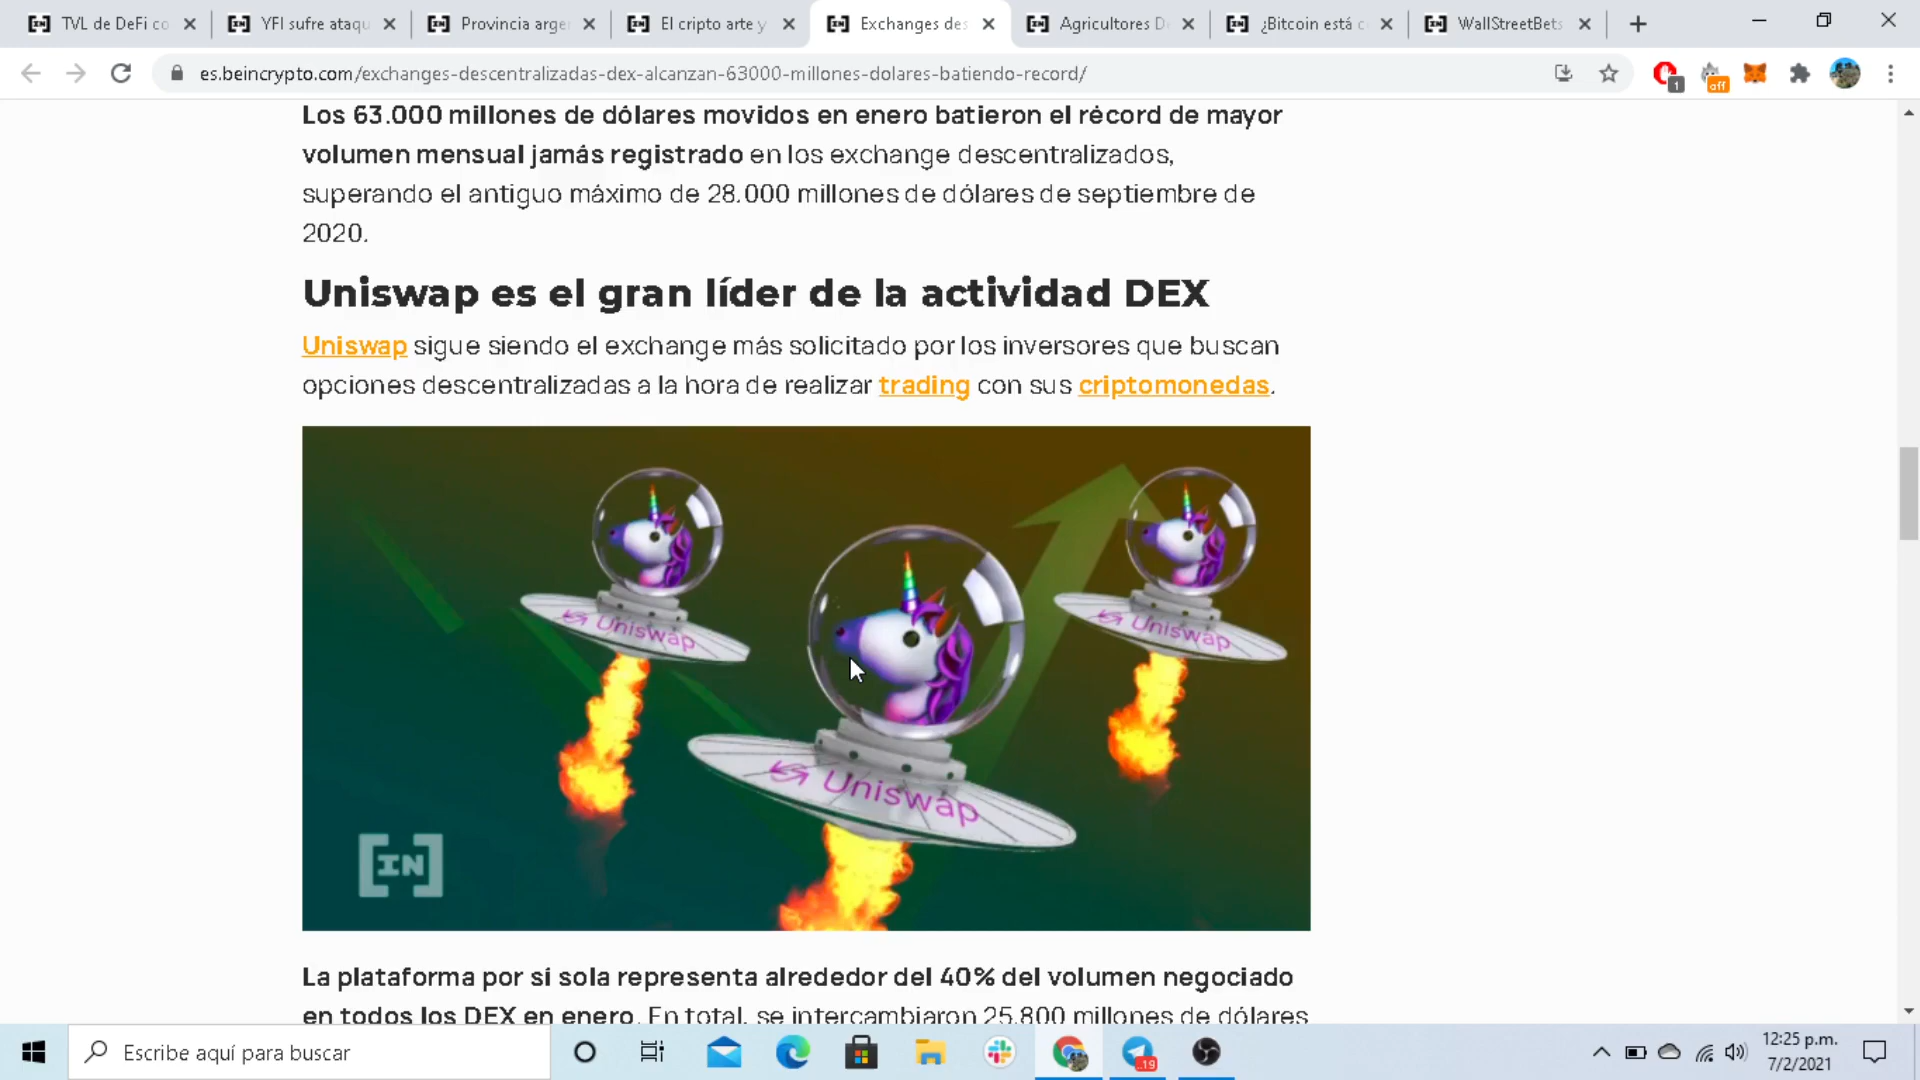 TVL de DeFi co
YFI sufre ataqu
Provincia arge
El cripto arte y
Exchanges des
Agricultores D
¿Bitcoin está c
WallStreetBets
es.beincrypto.com/exchanges-descentralizadas-dex-alcanzan-63000-millones-dolares-batiendo-record/
1
off
Los 63.000 millones de dólares movidos en enero batieron el récord de mayor
volumen mensual jamás registrado en los exchange descentralizados,
superando el antiguo máximo de 28.000 millones de dólares de septiembre de
2020.
Uniswap es el gran líder de la actividad DEX
Uniswap sigue siendo el exchange más solicitado por los inversores que buscan
opciones descentralizadas a la hora de realizar trading con sus criptomonedas.
Uniswap
Uniswap
Uniswap
[IN]
La plataforma por sí sola representa alrededor del 40% del volumen negociado
en todos los DEX en enero. En total, se intercambiaron 25.800 millones de dólares
Escribe aquí para buscar
19
12:25 p.m.
7/2/2021